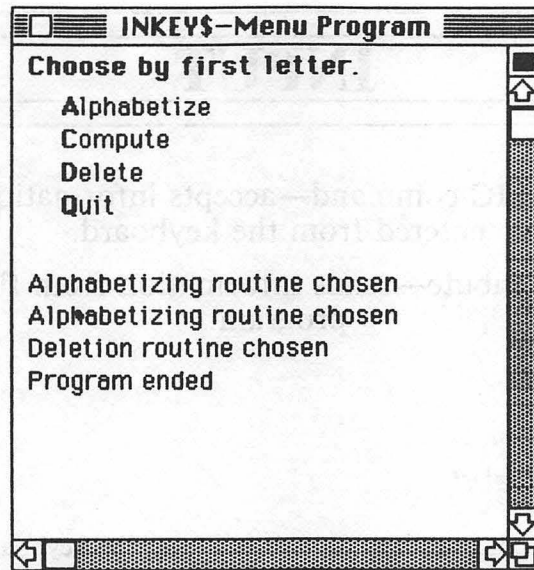 INKEY$—Menu Program
Choose by first letter.
Alphabetize
Compute
Delete
Quit
Alphabetizing routine chosen
Alphabetizing routine chosen
Deletion routine chosen
Program ended